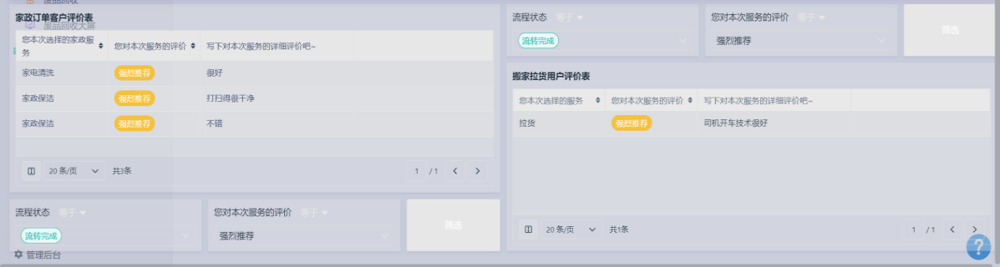 废品回收
家政订单客户评价表
废品回收大屏
您本次选择的家政服务
您对本次服务的评价
写下对本次服务的详细评价吧~
家电清洗
强烈推荐
很好
家政保洁
强烈推荐
打扫得很干净
家政保洁
强烈推荐
不错
20 条/页
共3条
1 / 1
流程状态
等于
流转完成
您对本次服务的评价
等于
强烈推荐
筛选
管理后台
流程状态
等于
流转完成
您对本次服务的评价
等于
强烈推荐
筛选
搬家拉货用户评价表
您本次选择的服务
您对本次服务的评价
写下对本次服务的详细评价吧~
拉货
强烈推荐
司机开车技术很好
20 条/页
共1条
1 / 1
?